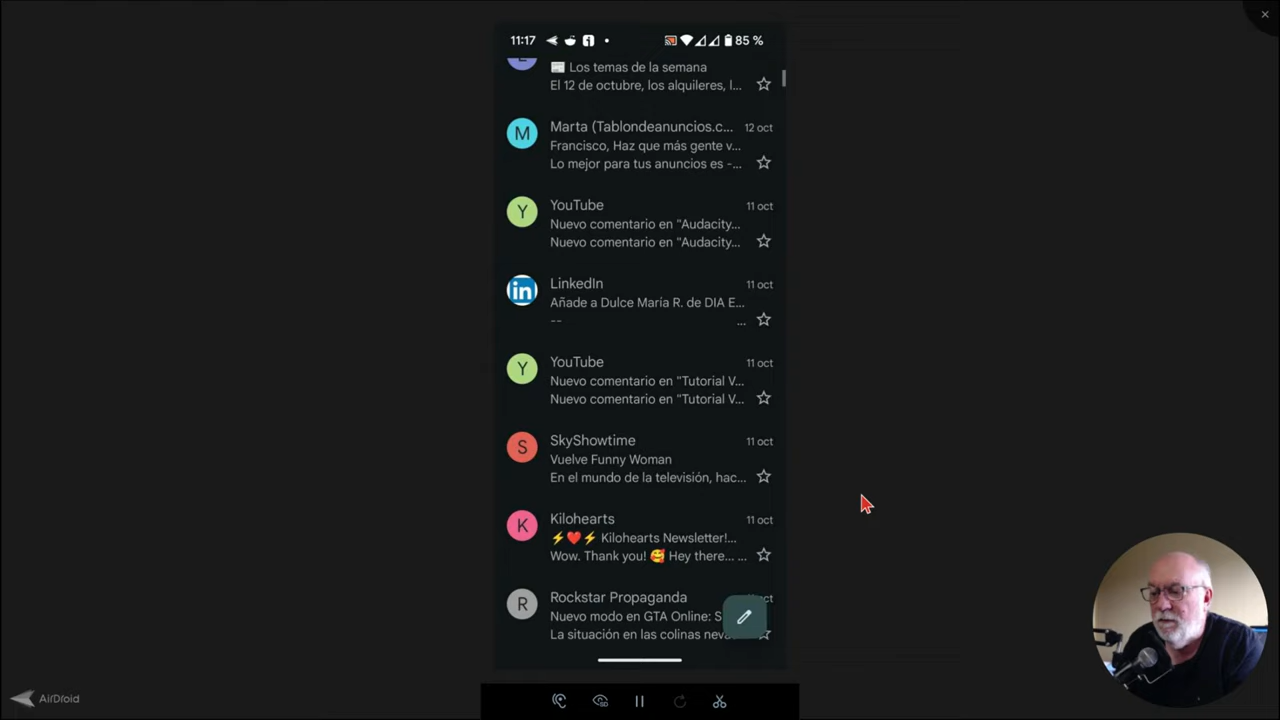 11:17
85 %
Los temas de la semana
El 12 de octubre, los alquileres, l...
M
Marta (Tablondeanuncios.c...
12 oct
Francisco, Haz que más gente v...
Lo mejor para tus anuncios es -...
Y
YouTube
11 oct
Nuevo comentario en "Audacity...
Nuevo comentario en "Audacity...
in
LinkedIn
11 oct
Añade a Dulce María R. de DIA E...
-- ...
Y
YouTube
11 oct
Nuevo comentario en "Tutorial V...
Nuevo comentario en "Tutorial V...
S
SkyShowtime
11 oct
Vuelve Funny Woman
En el mundo de la televisión, hac...
K
Kilohearts
11 oct
⚡❤️⚡ Kilohearts Newsletter!...
Wow. Thank you! 🥰 Hey there... ...
R
Rockstar Propaganda
Nuevo modo en GTA Online: S
La situación en las colinas neva
AirDroid